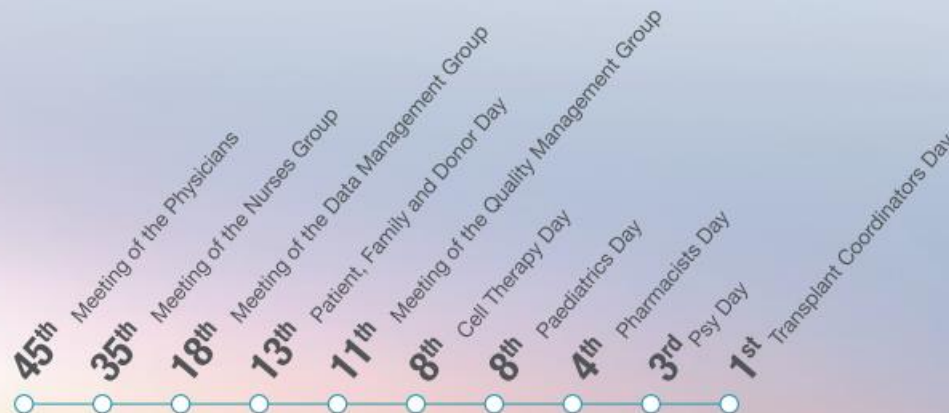 45th Meeting of the Physicians
35th Meeting of the Nurses Group
18th Meeting of the Data Management Group
13th Patient, Family and Donor Day
11th Meeting of the Quality Management Group
8th Cell Therapy Day
8th Paediatrics Day
4th Pharmacists Day
3rd Psy Day
1st Transplant Coordinators Day